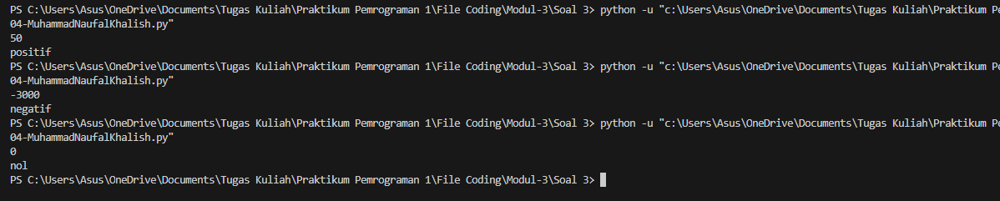 PS C:\Users\Asus\OneDrive\Documents\Tugas Kuliah\Praktikum Pemrograman 1\File Coding\Modul-3\Soal 3> python -u "c:\Users\Asus\OneDrive\Documents\Tugas Kuliah\Praktikum Pe
04-MuhammadNaufalKhalish.py"
50
positif
PS C:\Users\Asus\OneDrive\Documents\Tugas Kuliah\Praktikum Pemrograman 1\File Coding\Modul-3\Soal 3> python -u "c:\Users\Asus\OneDrive\Documents\Tugas Kuliah\Praktikum Pe
04-MuhammadNaufalKhalish.py"
-3000
negatif
PS C:\Users\Asus\OneDrive\Documents\Tugas Kuliah\Praktikum Pemrograman 1\File Coding\Modul-3\Soal 3> python -u "c:\Users\Asus\OneDrive\Documents\Tugas Kuliah\Praktikum Pe
04-MuhammadNaufalKhalish.py"
0
nol
PS C:\Users\Asus\OneDrive\Documents\Tugas Kuliah\Praktikum Pemrograman 1\File Coding\Modul-3\Soal 3>